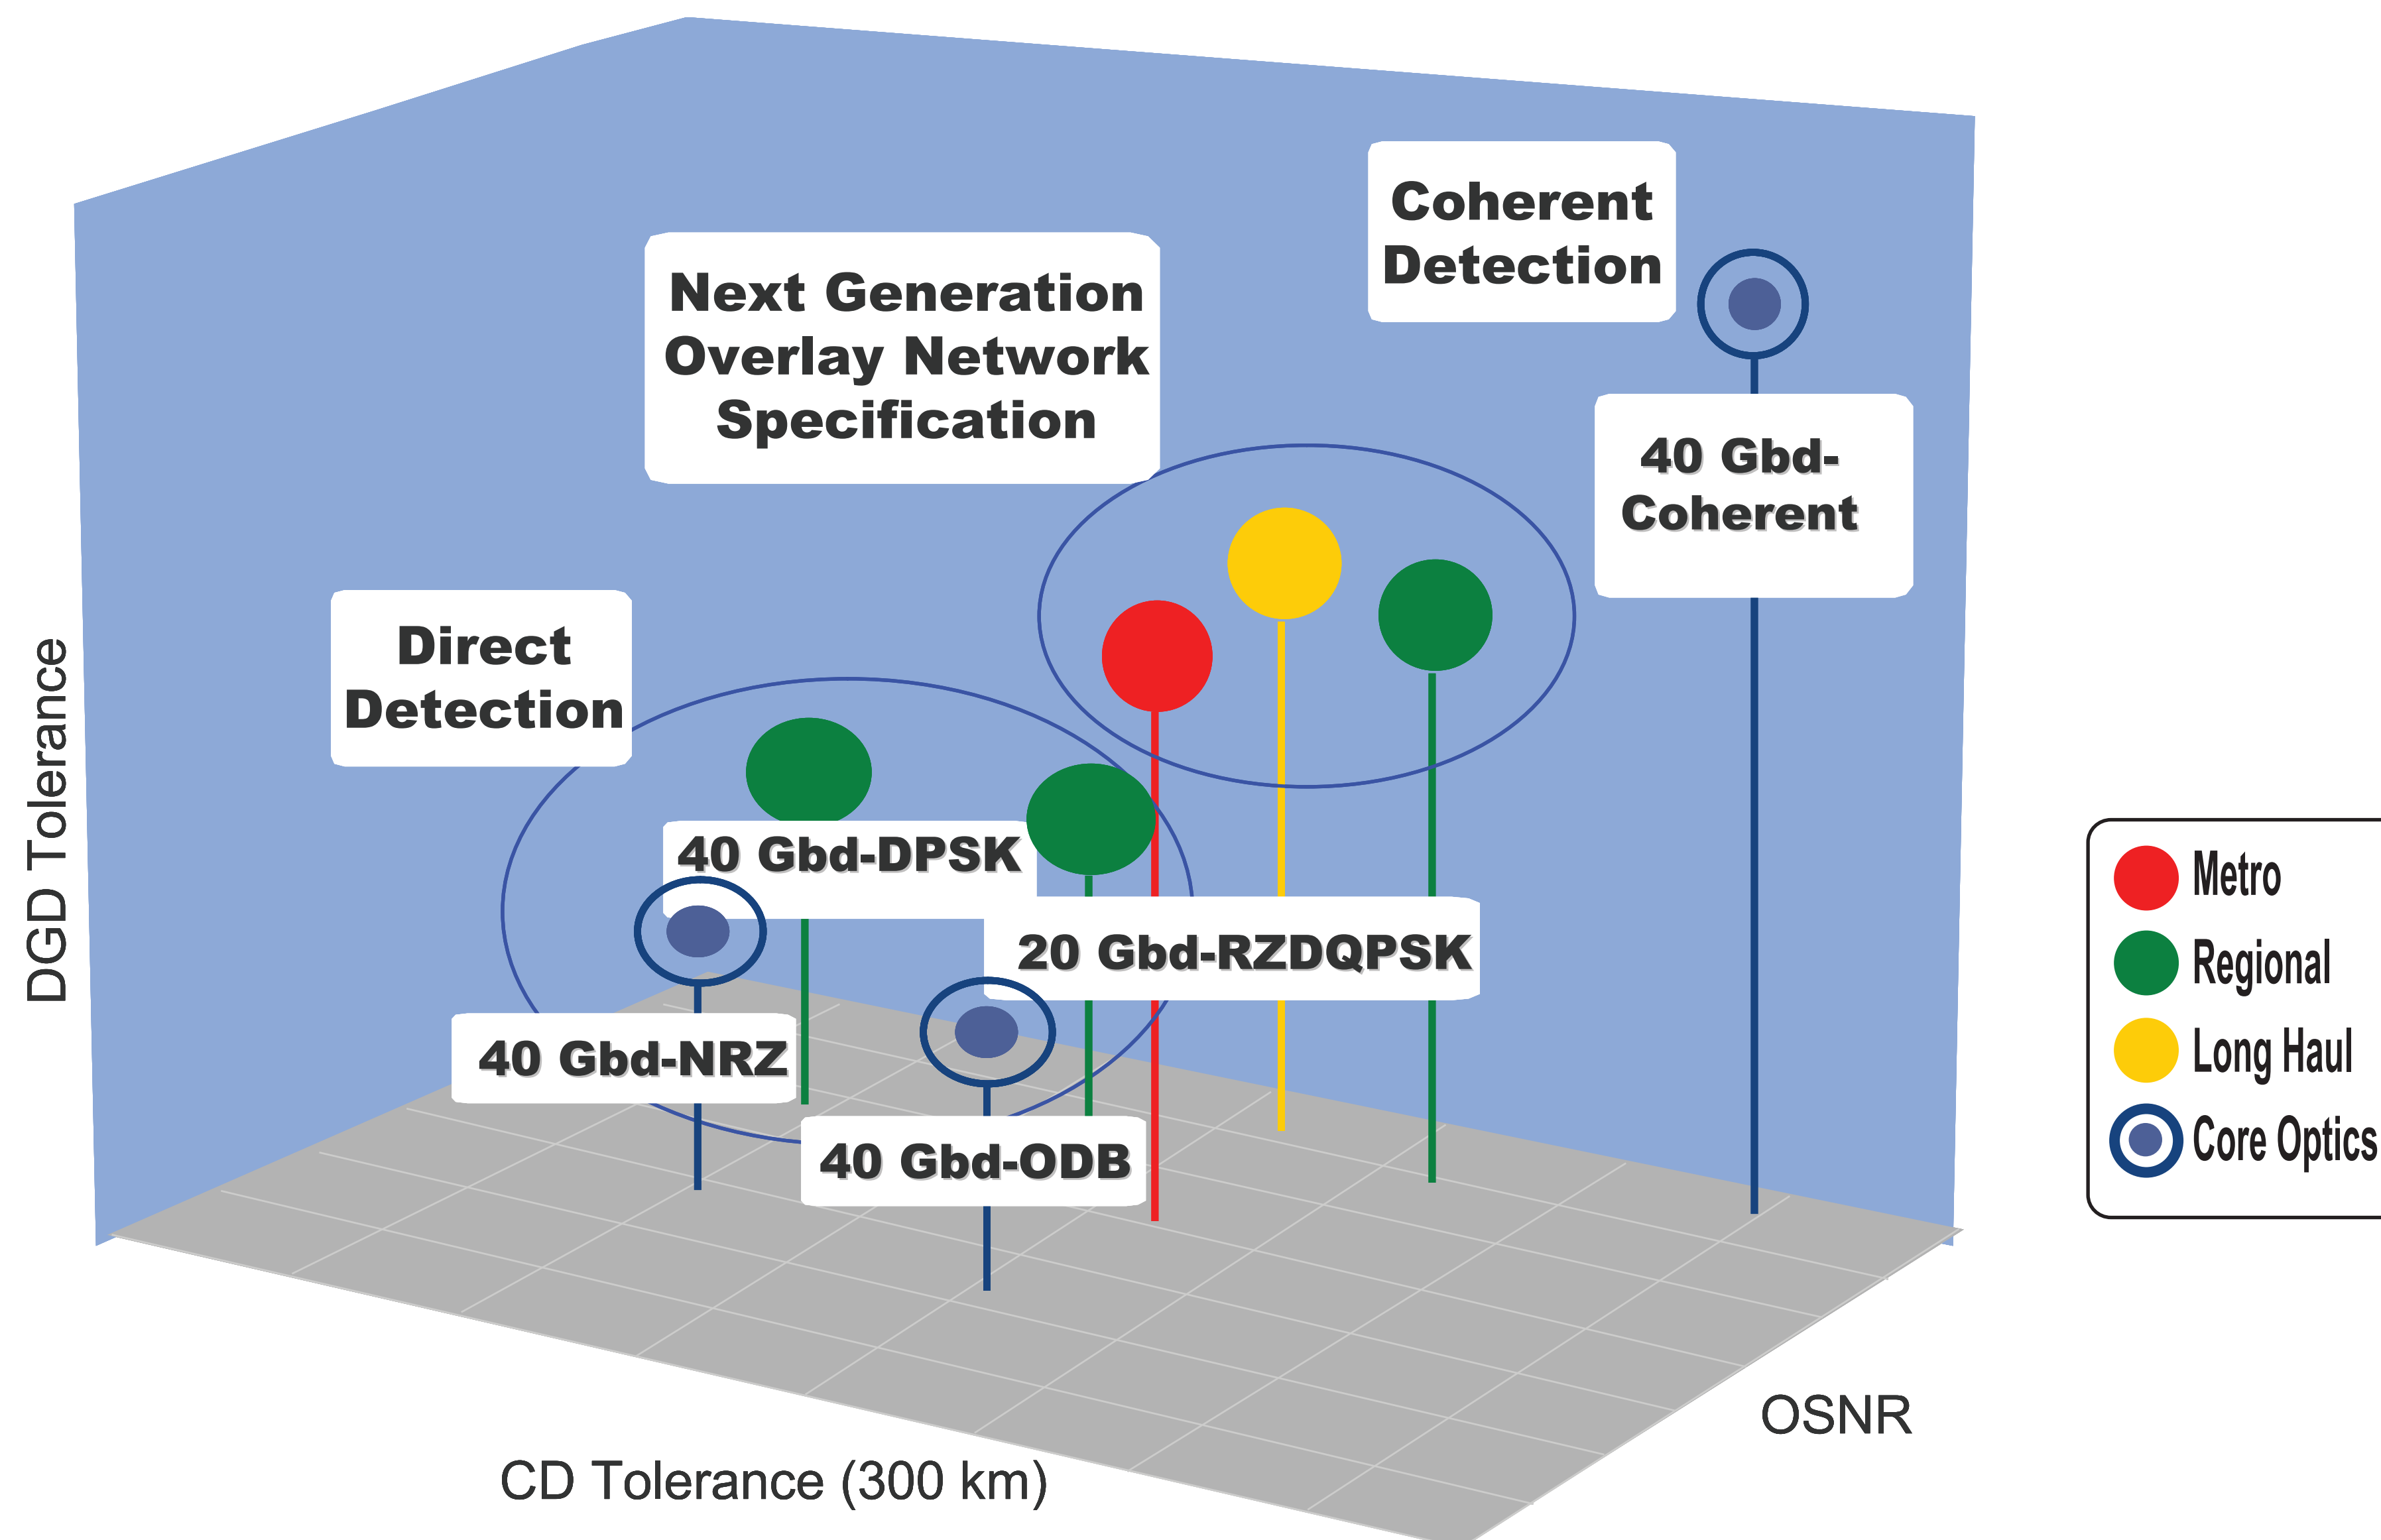 Coherent
Detection
Next Generation
Overlay Network
Specification
40 Gbd-
Coherent
Direct
Detection
DGD Tolerance
40 Gbd-DPSK
20 Gbd-RZDQPSK
40 Gbd-NRZ
40 Gbd-ODB
Metro
Regional
Long Haul
Core Optics
OSNR
CD Tolerance (300 km)